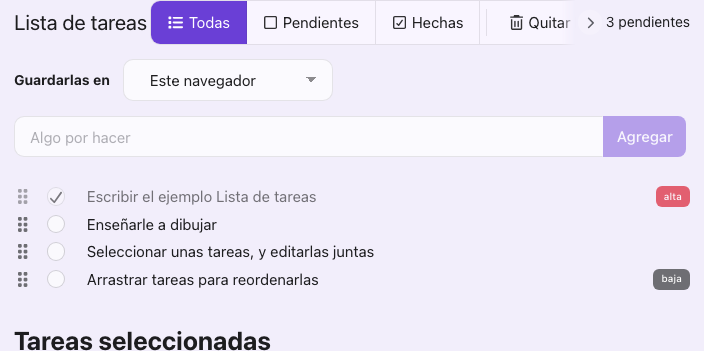 Lista de tareas Todas Pendientes Hechas Quitar 3 pendientes
Guardarlas en Este navegador
Algo por hacer Agregar
Escribir el ejemplo Lista de tareas alta
Enseñarle a dibujar
Seleccionar unas tareas, y editarlas juntas
Arrastrar tareas para reordenarlas baja
Tareas seleccionadas